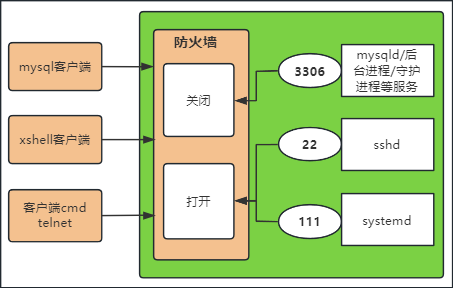 防火墙
mysql客户端
xshell客户端
客户端cmd
telnet
关闭
打开
3306
mysqld/后
台进程/守护
进程等服务
22
sshd
111
systemd